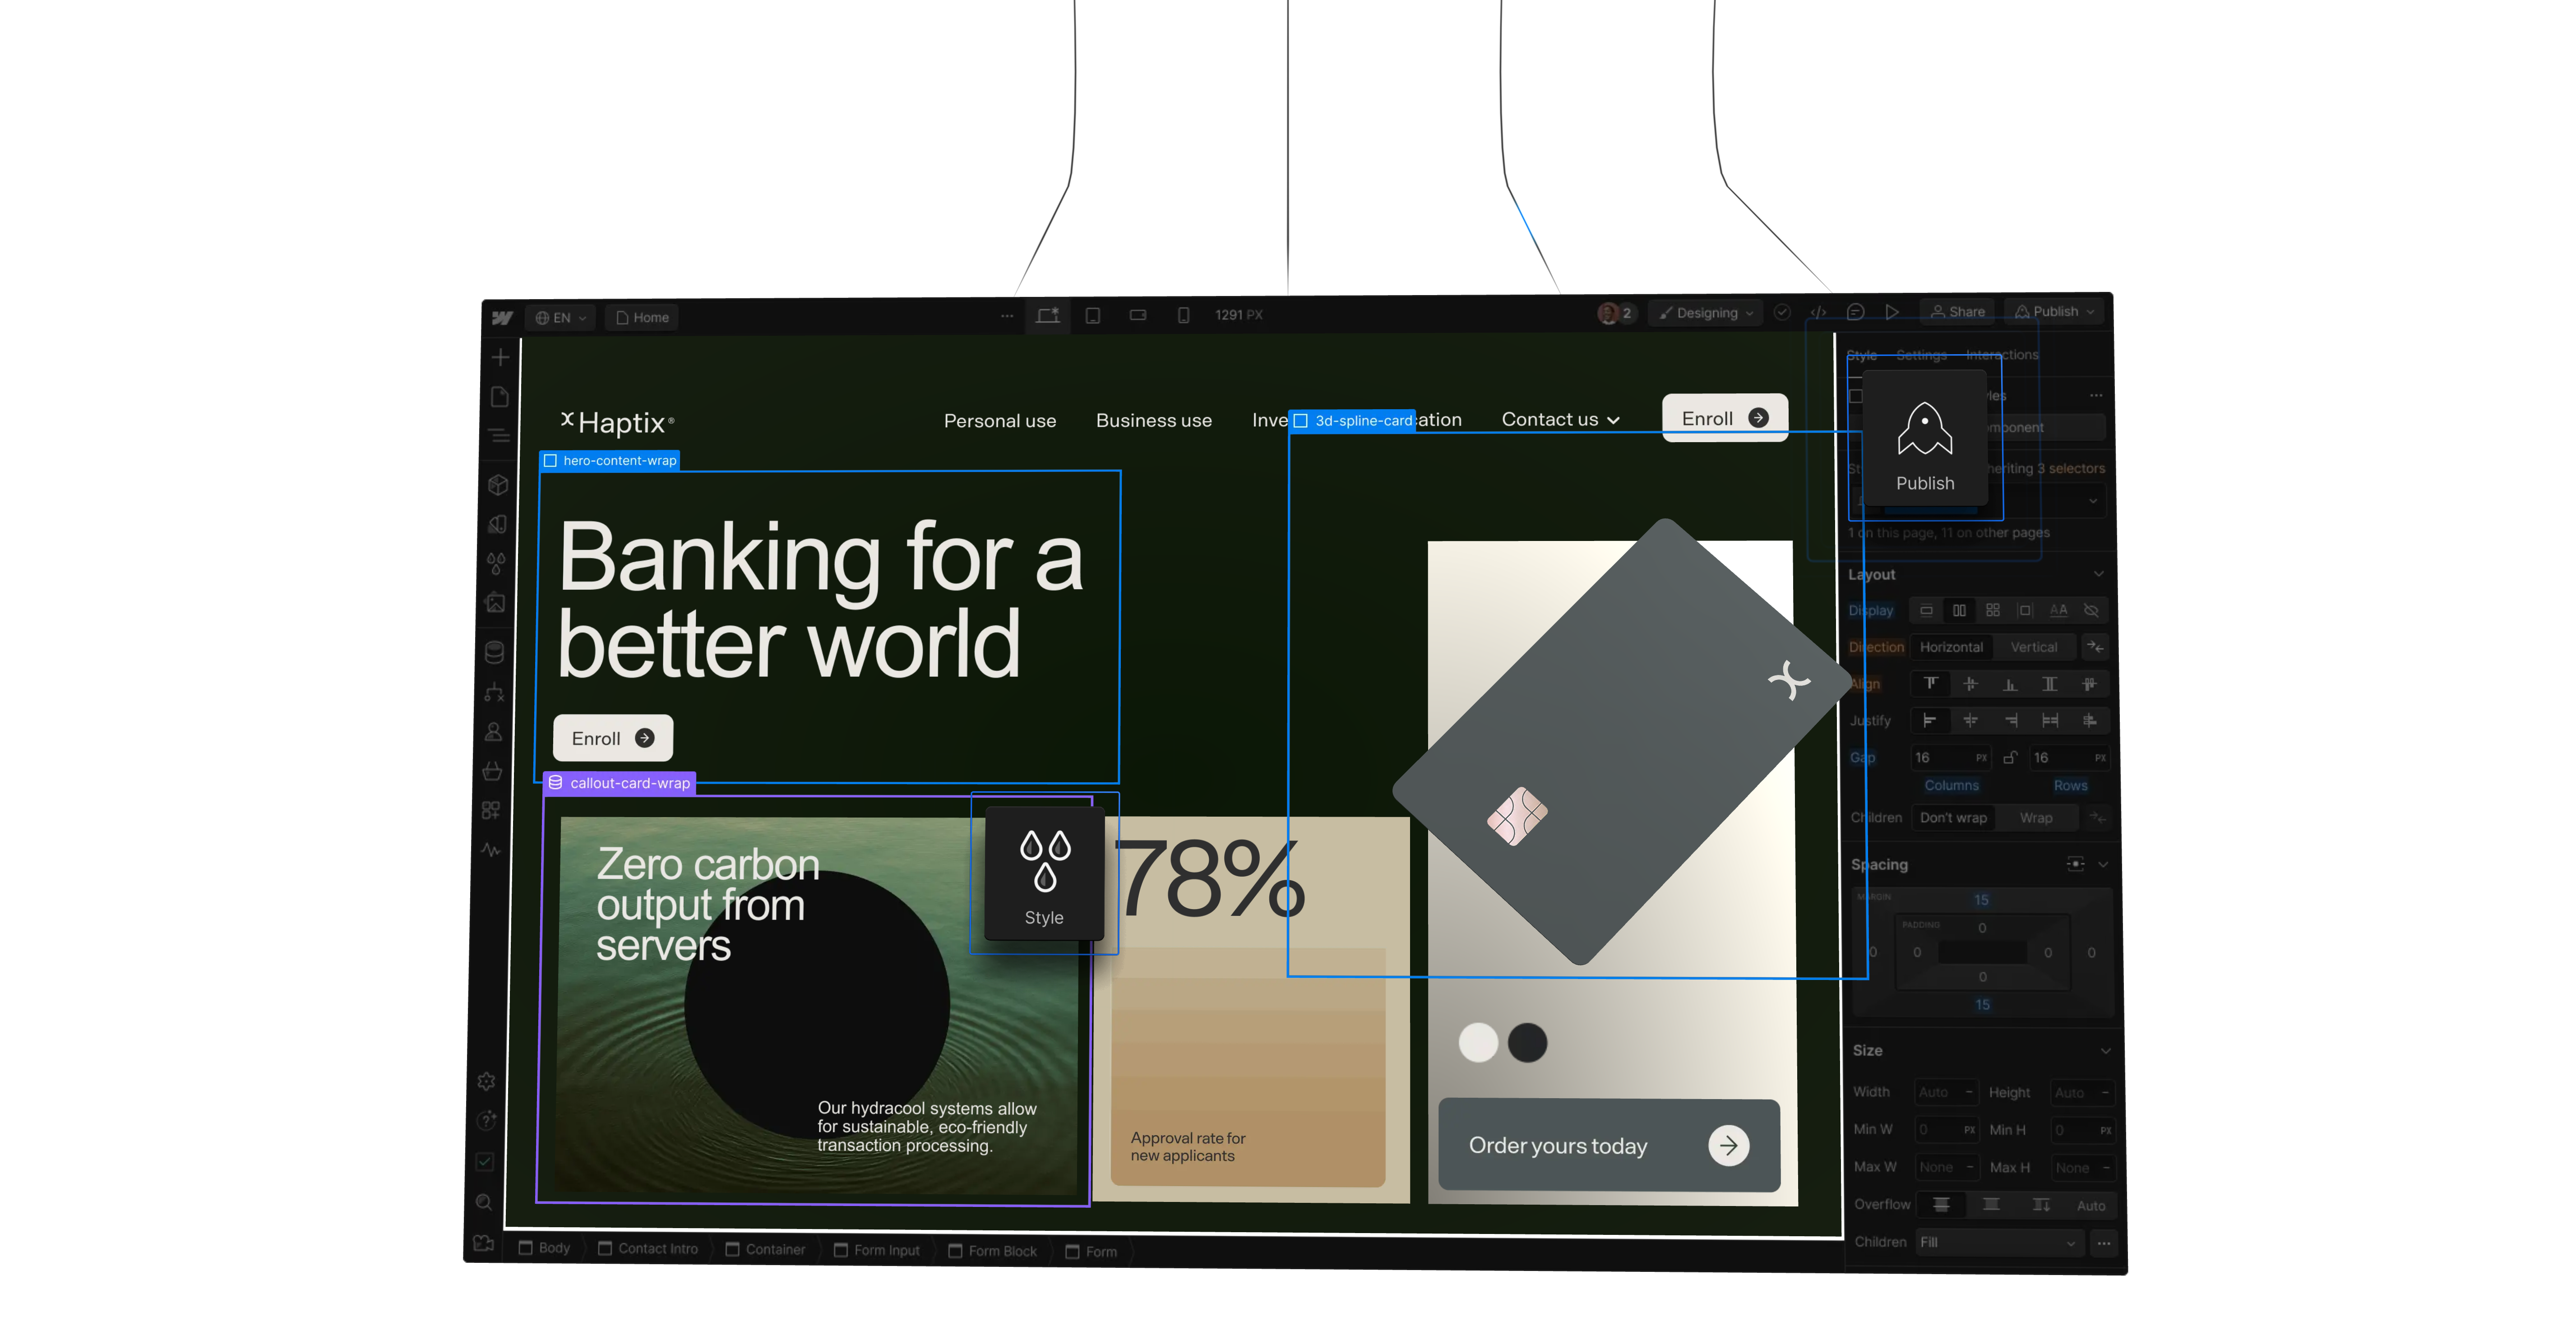 EN
Home
1291 PX
2
Designing
Share
Publish
Haptix®
Personal use
Business use
Inve
ation
Contact us
Enroll
3d-spline-card
hero-content-wrap
Banking for a
better world
Enroll
callout-card-wrap
Zero carbon
output from
servers
Our hydracool systems allow
for sustainable, eco-friendly
transaction processing.
Style
78%
Approval rate for
new applicants
Order yours today
Body
Contact Intro
Container
Form Input
Form Block
Form
Style Settings Interactions
Publish
heriting 3 selectors
1 on this page, 11 on other pages
Layout
Display
Direction Horizontal Vertical
Align
Justify
Gap 16 PX 16 PX
Columns Rows
Children Don't wrap Wrap
Spacing
MARGIN
15
PADDING
0
0 0 0 0
0
15
Size
Width Auto – Height Auto –
Min W 0 PX Min H 0 PX
Max W None – Max H None –
Overflow Auto
Children Fill